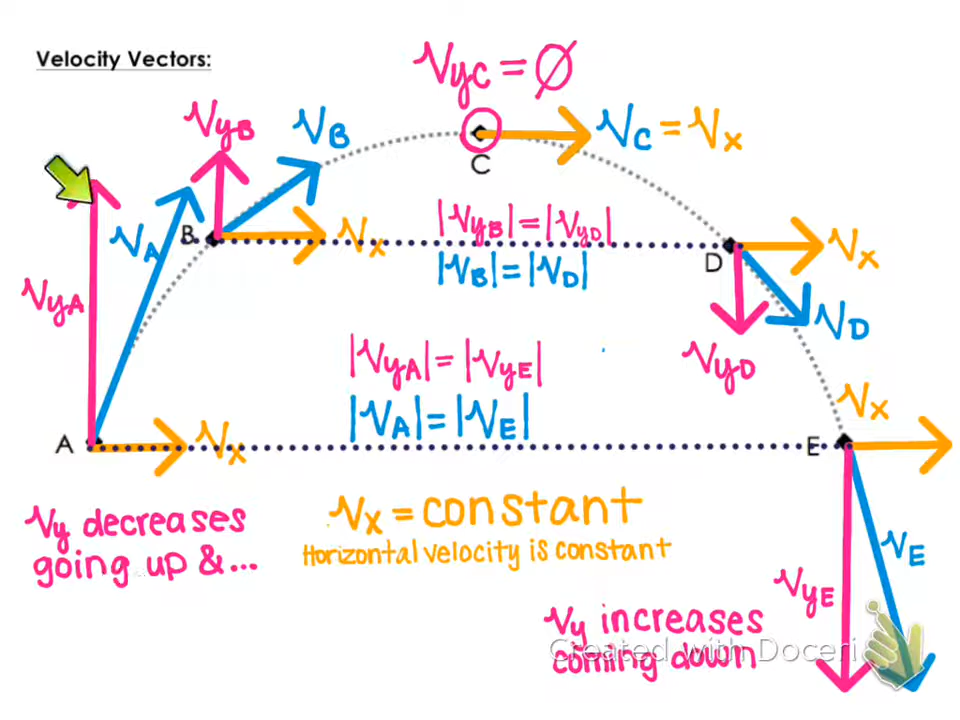 Velocity Vectors:
VyC = Ø
VyB
VB
VC = VX
C
VA
B
VX
|VyB| = |VyD|
VX
D
|VB| = |VD|
VyA
VD
|VyA| = |VyE|
VyD
VX
|VA| = |VE|
A
VX
E
Vy decreases
going up & ...
VX = constant
Horizontal velocity is constant
VE
VyE
Vy increases
Created with Doceri
coming down